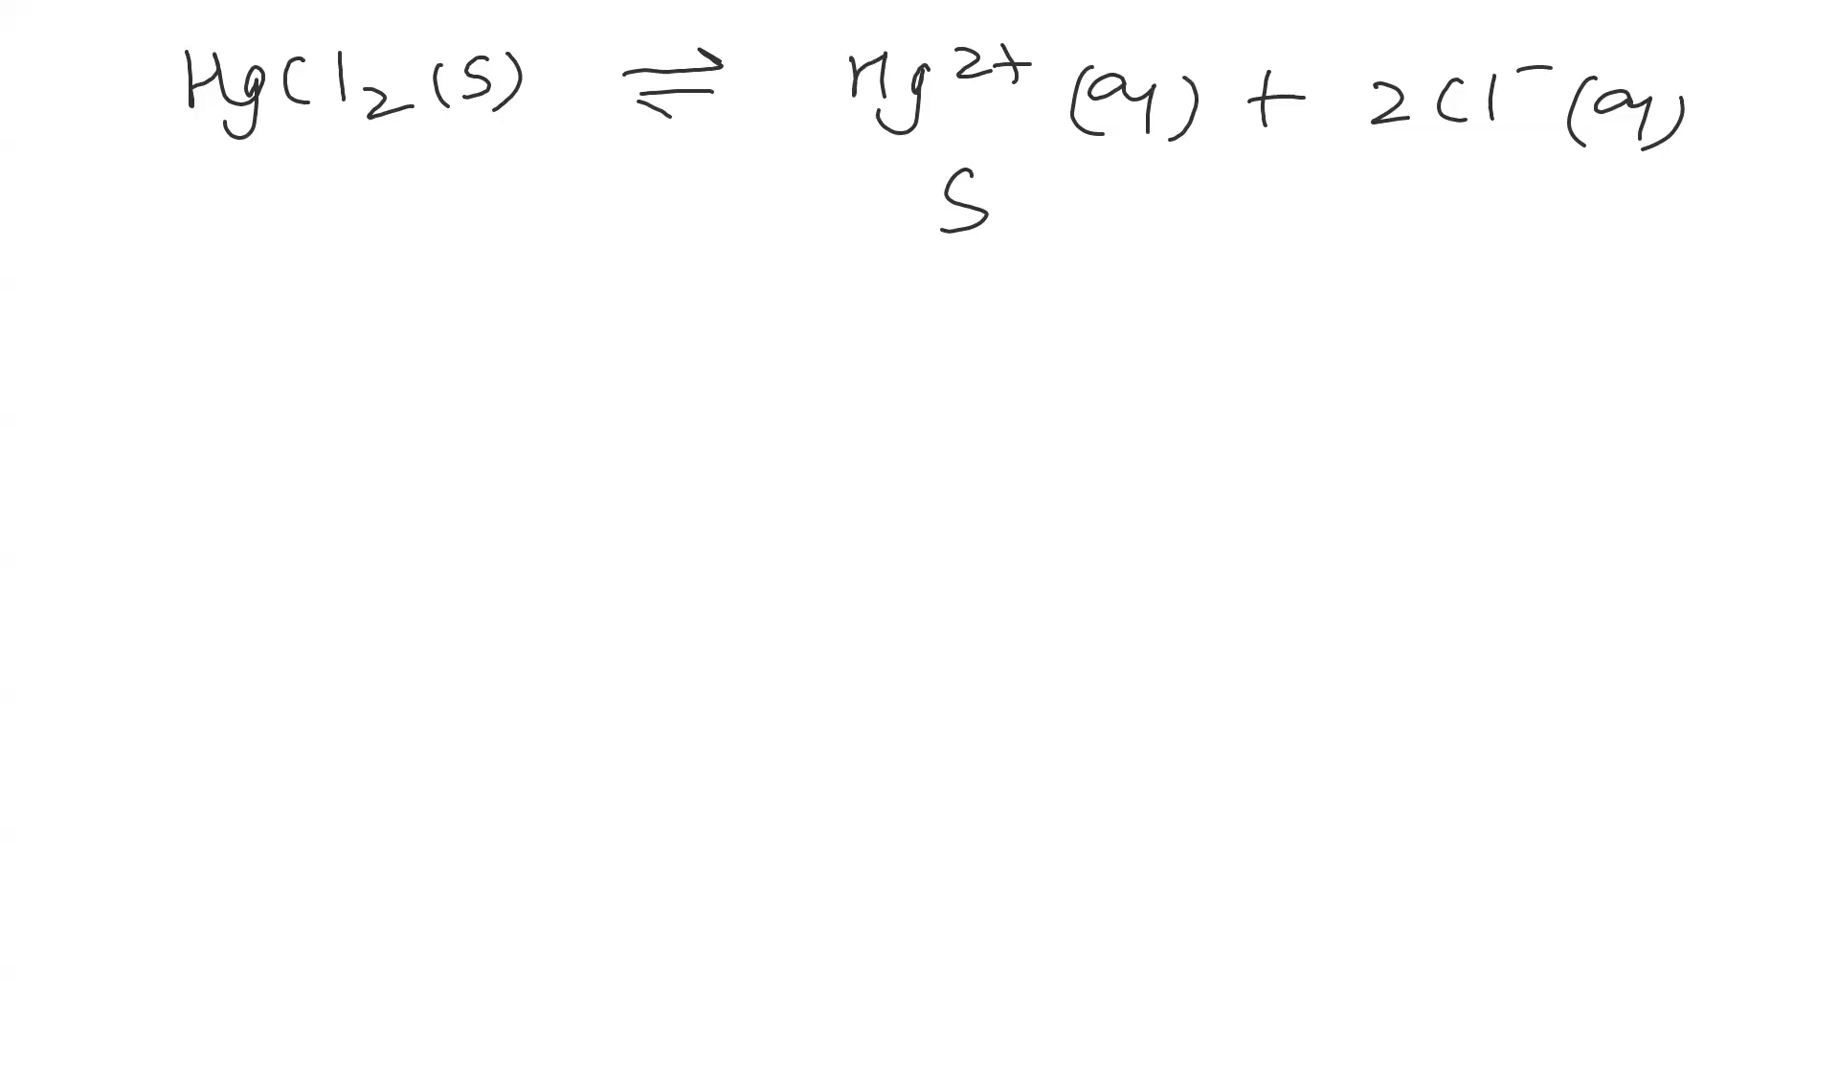 HgCl₂(s) ⇌ Hg²⁺(aq) + 2Cl⁻(aq)
S